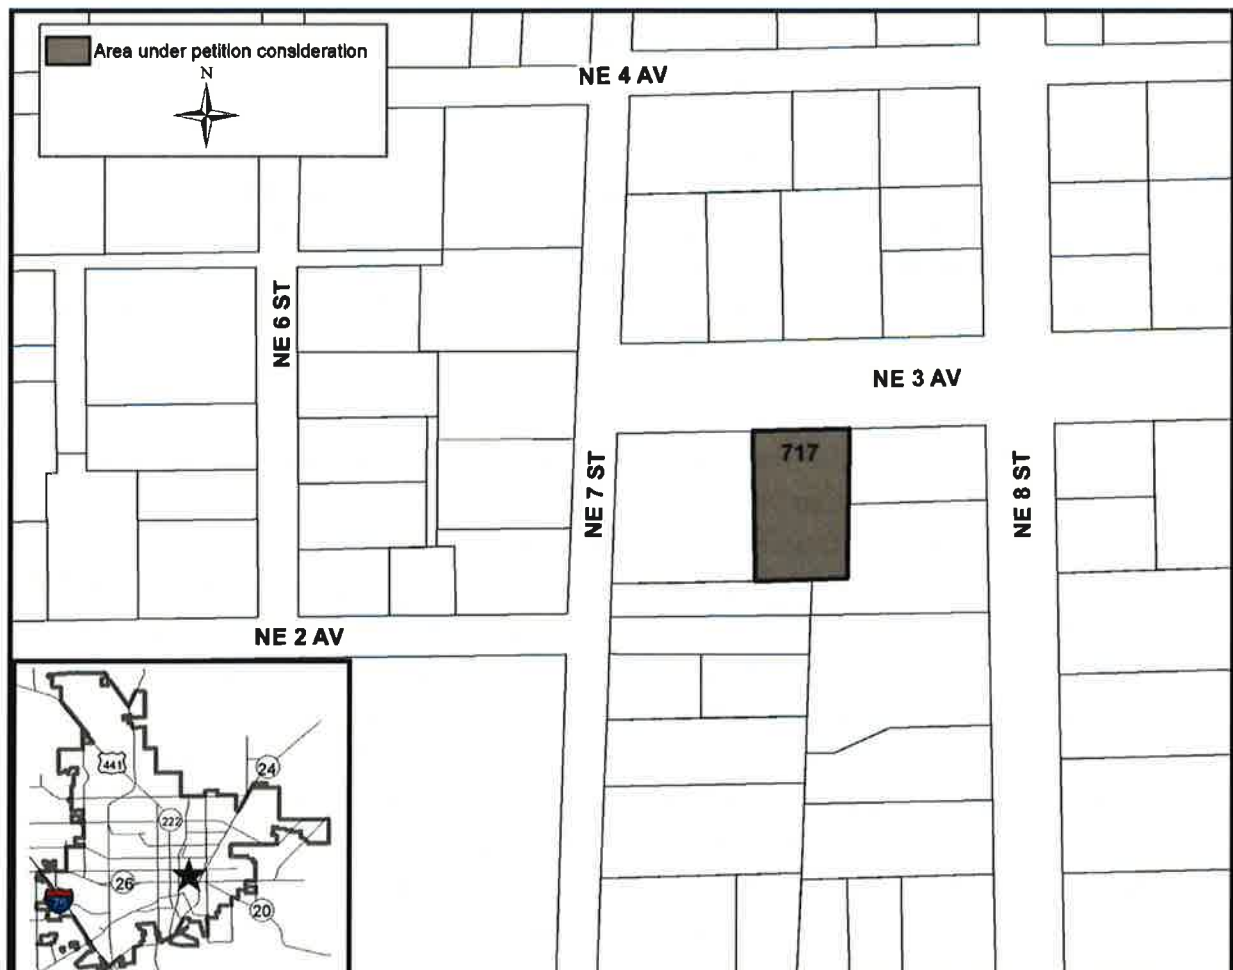 Area under petition consideration
N
NE 4 AV
NE 6 ST
NE 3 AV
717
NE 7 ST
NE 8 ST
NE 2 AV
441
24
222
26
75
20